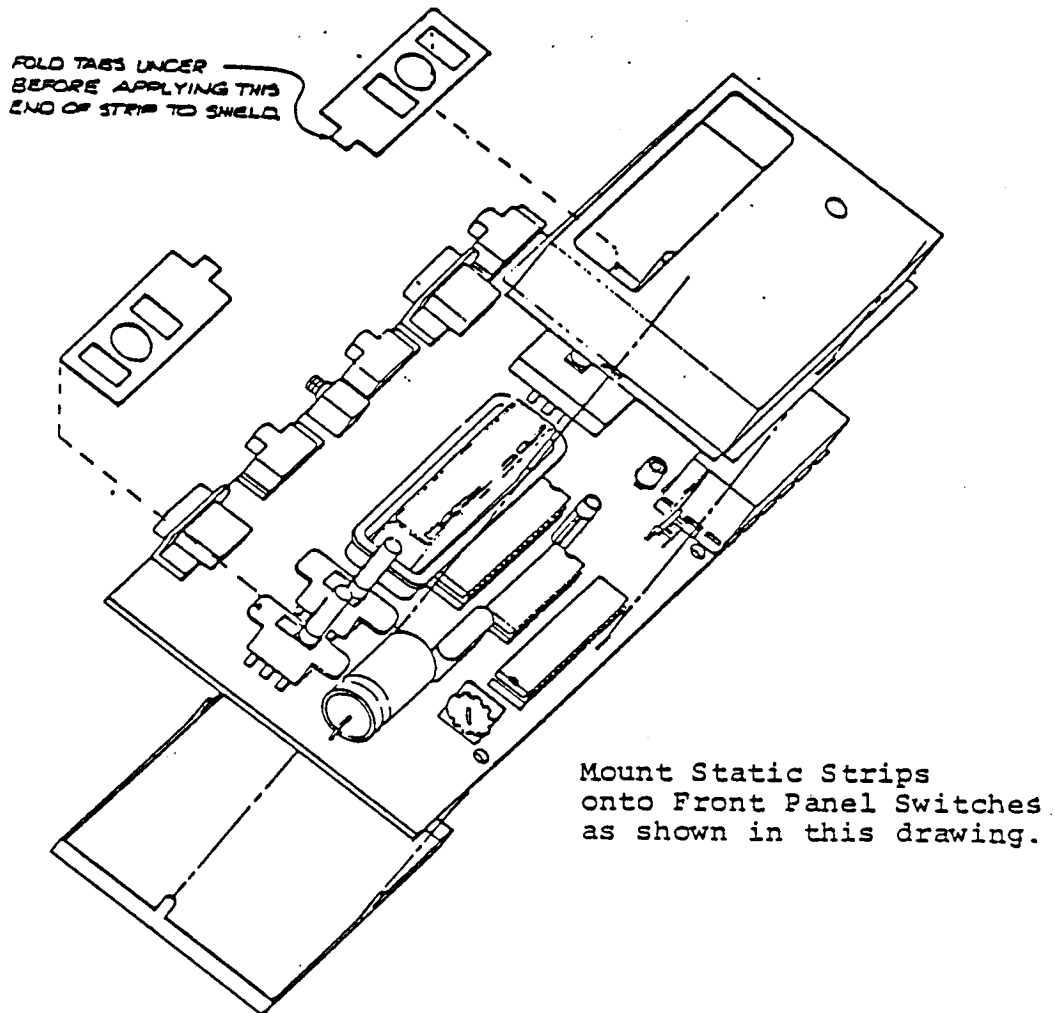 FOLD TABS UNDER
BEFORE APPLYING THIS
END OF STRIP TO SHIELD.
Mount Static Strips
onto Front Panel Switches
as shown in this drawing.